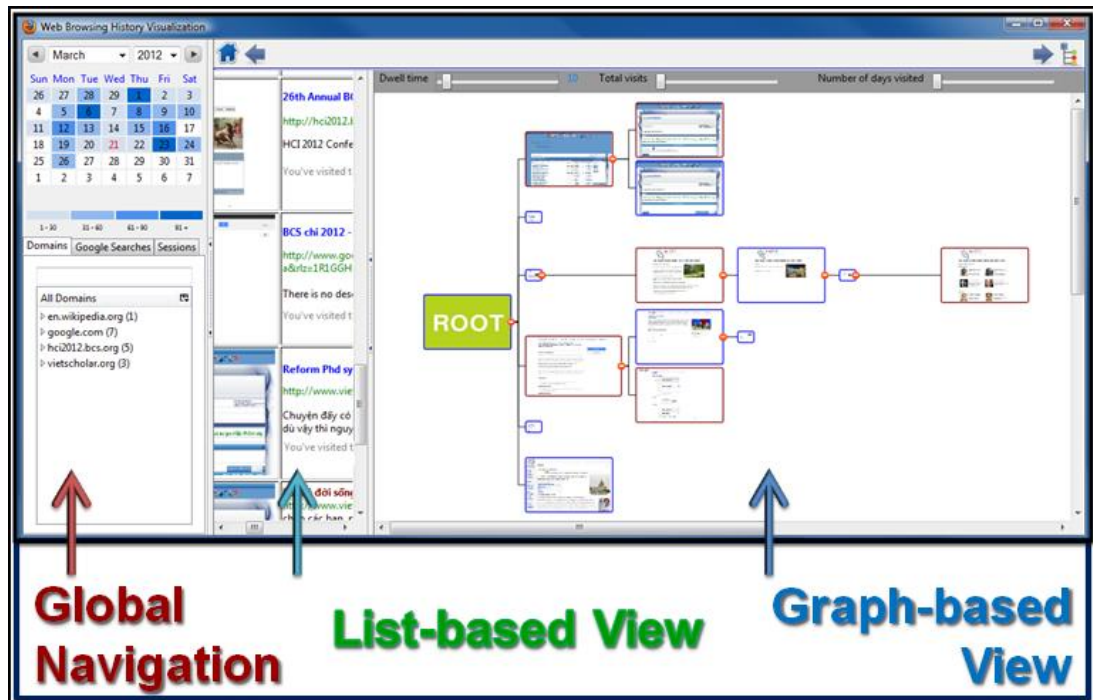 Web Browsing History Visualization
March 2012
Sun Mon Tue Wed Thu Fri Sat
26 27 28 29 1 2 3
4 5 6 7 8 9 10
11 12 13 14 15 16 17
18 19 20 21 22 23 24
25 26 27 28 29 30 31
1 2 3 4 5 6 7
1-30 31-60 61-90 91+
Domains Google Searches Sessions
All Domains
en.wikipedia.org (1)
google.com (7)
hci2012.bcs.org (5)
vietscholar.org (3)
26th Annual BC
http://hci2012.b
HCI 2012 Confe
You've visited t
BCS chi 2012 -
http://www.go
a&rlz=1R1GGH
There is no des
You've visited t
Reform Phd sy
http://www.vie
Chuyện đấy có
dù vậy thì nguy
You've visited t
đời sống
http://www.vie
Dwell time 10 Total visits Number of days visited
ROOT
Global
Navigation
List-based View
Graph-based
View